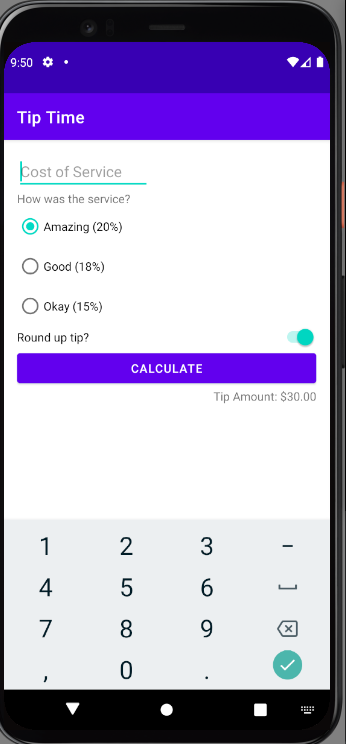 9:50
Tip Time
Cost of Service
How was the service?
Amazing (20%)
Good (18%)
Okay (15%)
Round up tip?
CALCULATE
Tip Amount: $30.00
1 2 3 −
4 5 6
7 8 9
, 0 .